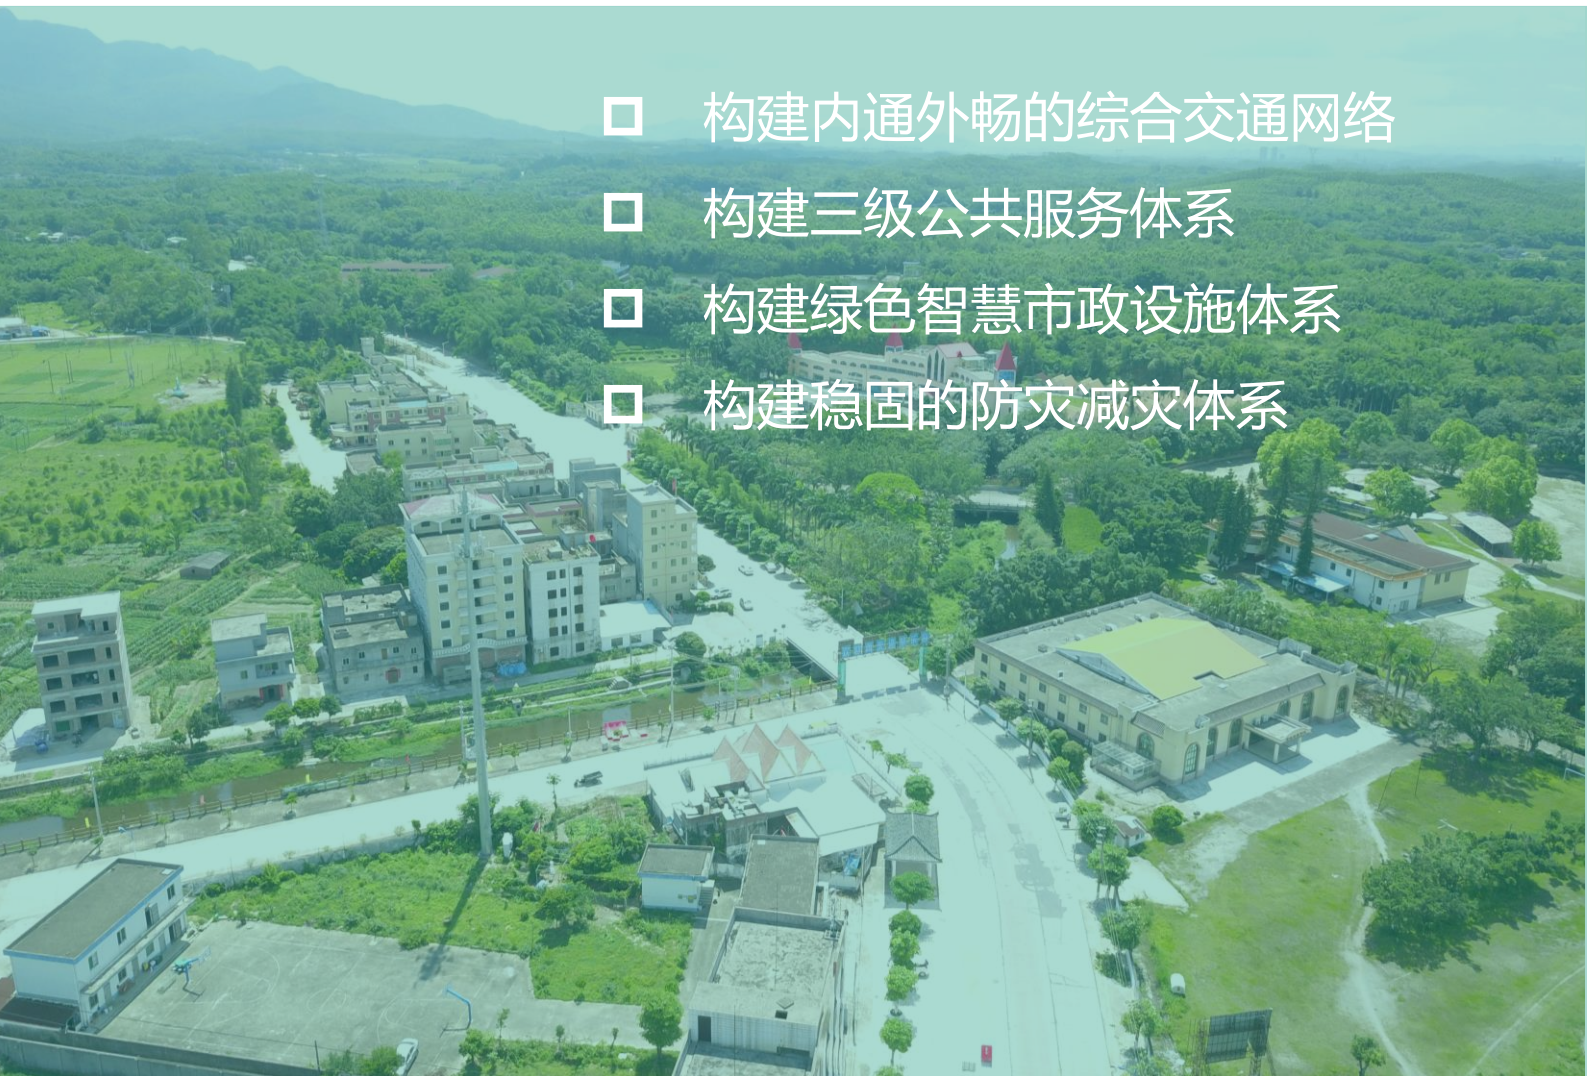 构建内通外畅的综合交通网络
构建三级公共服务体系
构建绿色智慧市政设施体系
构建稳固的防灾减灾体系